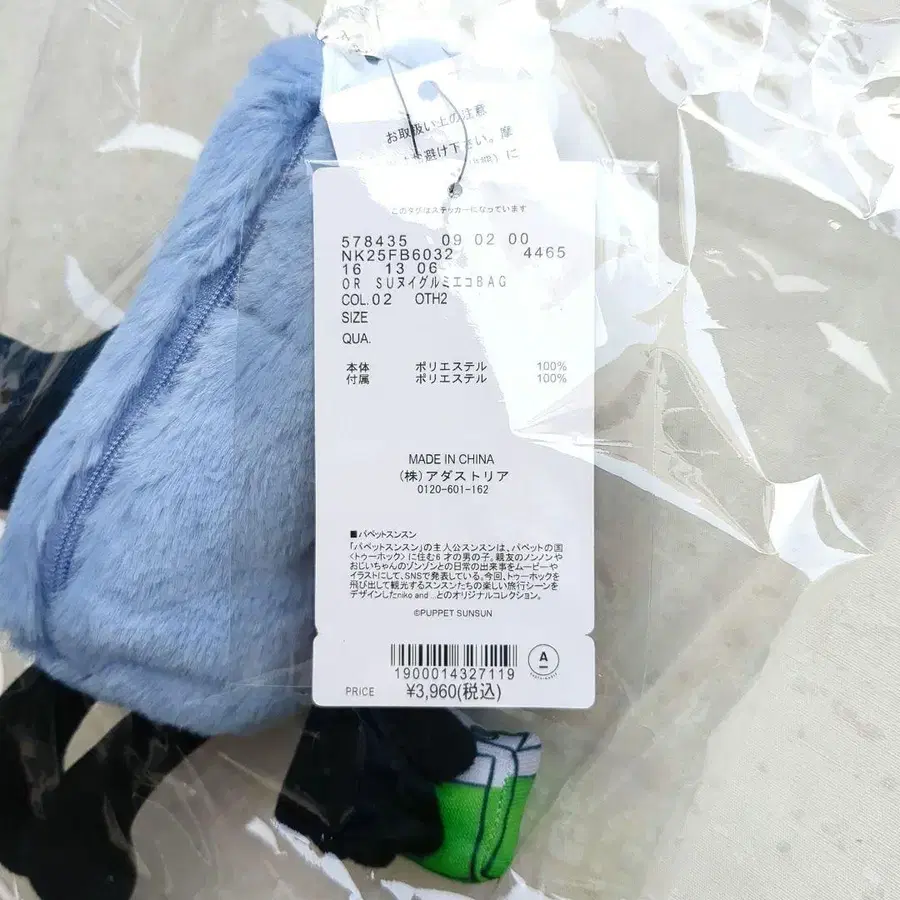 お取扱い上の注意
お避け下さい。摩
に
このタグはステッカーになっています
578435 09 02 00
NK25FB6032 4465
16 13 06
OR SUヌイグルミエコBAG
COL.02 OTH2
SIZE
QUA.
本体 ポリエステル 100%
付属 ポリエステル 100%
MADE IN CHINA
(株)アダストリア
0120-601-162
■パペットスンスン
「パペットスンスン」の主人公スンスンは、パペットの国
<トゥーホック>に住む6才の男の子。親友のノンノンや
おじいちゃんのゾンゾンとの日常の出来事をムービーや
イラストにして、SNSで発表している。今回、トゥーホックを
飛び出して観光するスンスンたちの楽しい旅行シーンを
デザインしたniko and ...とのオリジナルコレクション。
©PUPPET SUNSUN
1900014327119
A
PRICE ¥3,960(税込)